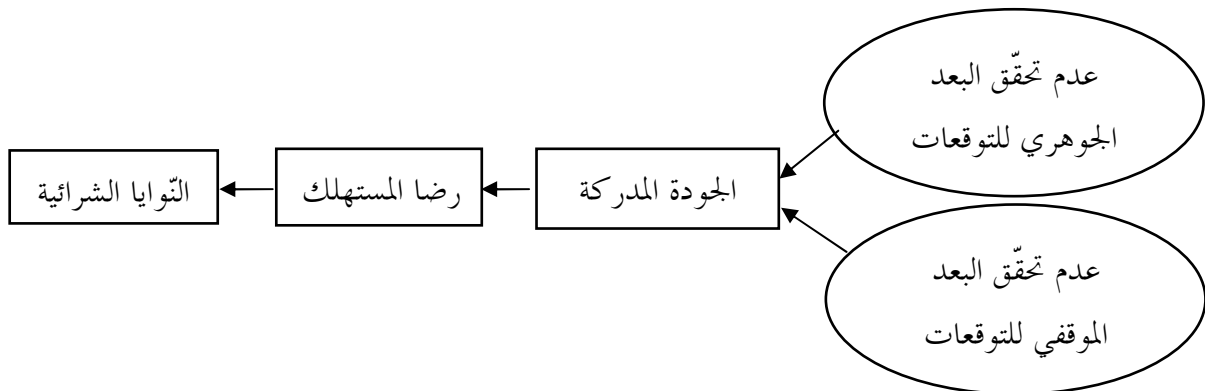 عدم تحقّق البعد
الجوهري للتوقعات
الجودة المدركة
رضا المستهلك
النّوايا الشرائية
عدم تحقّق البعد
الموقفي للتوقعات